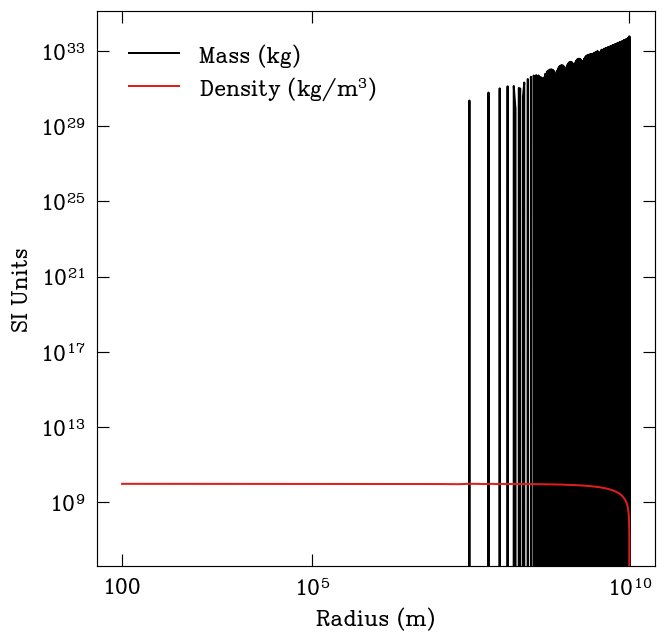 Mass (kg)
Density (kg/m³)
10³³
10²⁹
10²⁵
10²¹
10¹⁷
10¹³
10⁹
SI Units
100
10⁵
10¹⁰
Radius (m)